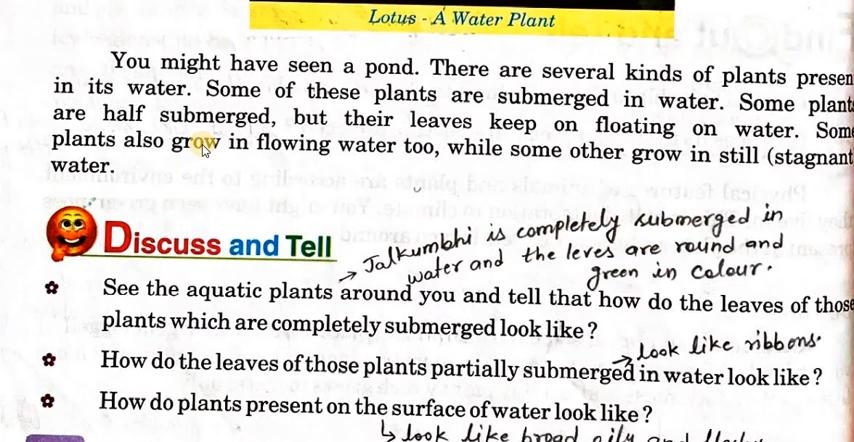 Lotus - A Water Plant
You might have seen a pond. There are several kinds of plants presen
in its water. Some of these plants are submerged in water. Some plant
are half submerged, but their leaves keep on floating on water. Som
plants also grow in flowing water too, while some other grow in still (stagnant
water.
Discuss and Tell
→ Jalkumbhi is completely submerged in
water and the leves are round and
green in colour.
See the aquatic plants around you and tell that how do the leaves of those
plants which are completely submerged look like?
→ look like ribbons.
How do the leaves of those plants partially submerged in water look like?
How do plants present on the surface of water look like?
↳ look like broad oily and